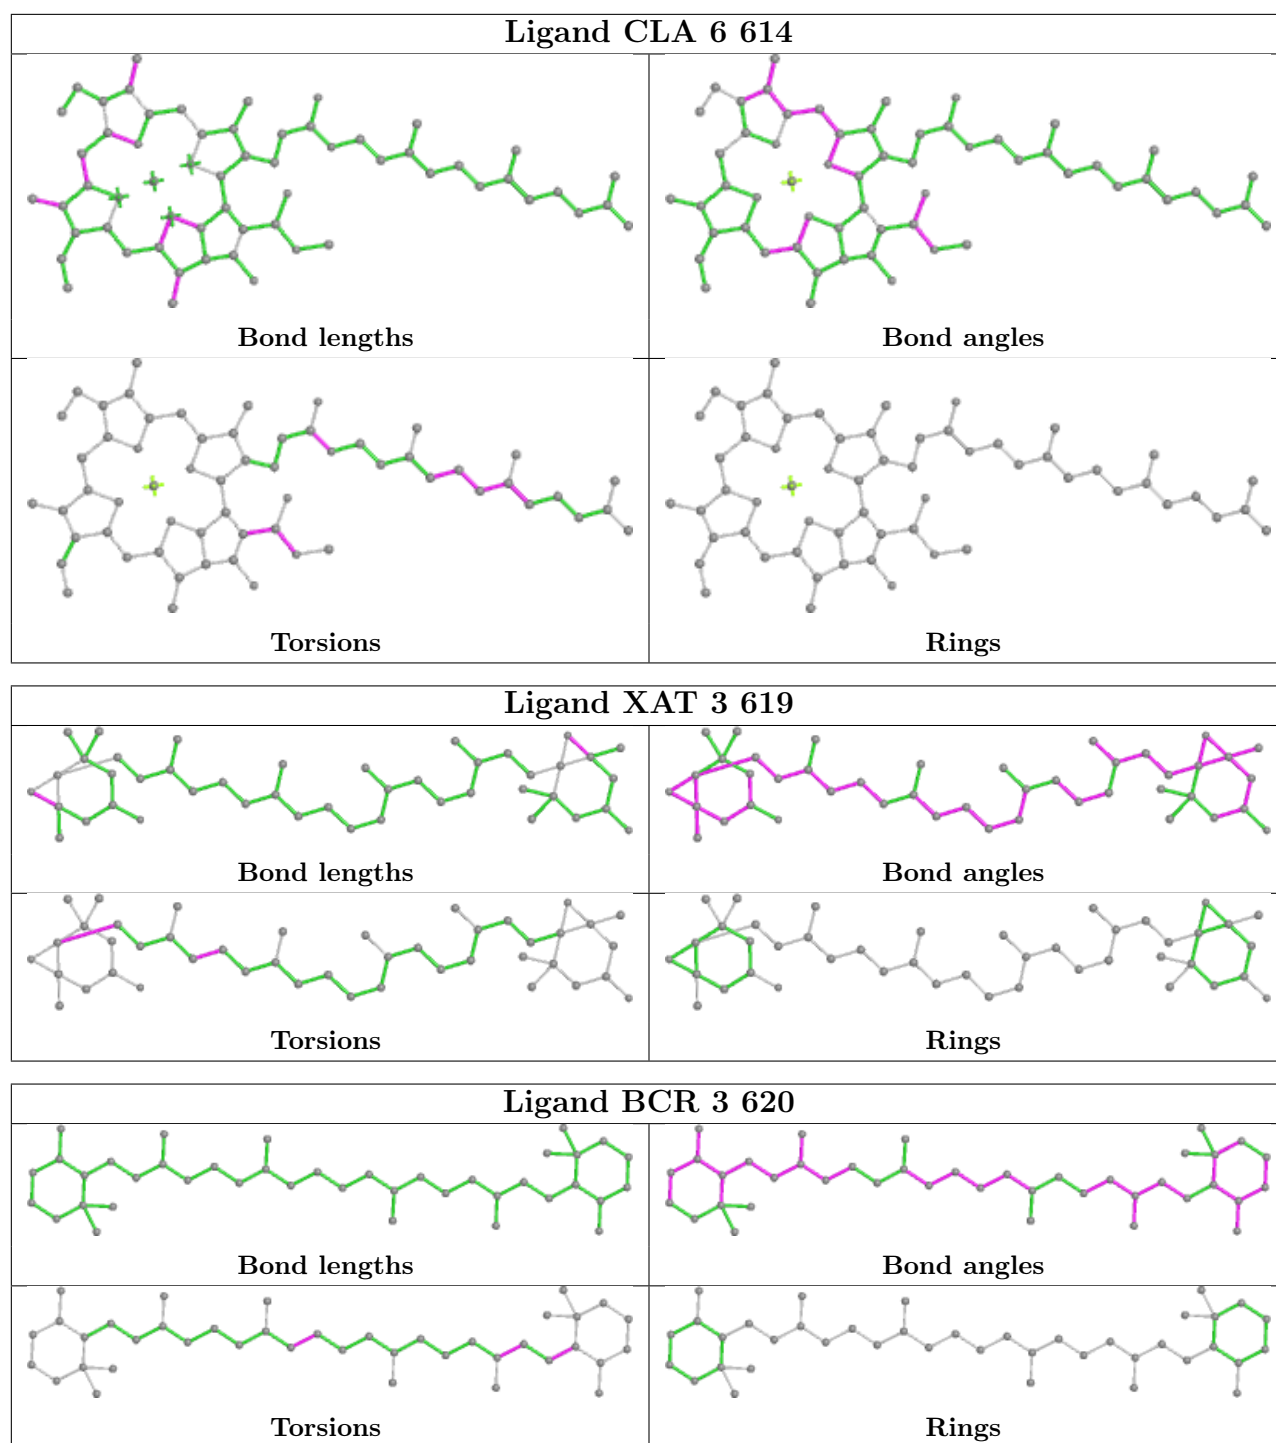 Ligand CLA 6 614
Bond lengths
Bond angles
Torsions
Rings
Ligand XAT 3 619
Bond lengths
Bond angles
Torsions
Rings
Ligand BCR 3 620
Bond lengths
Bond angles
Torsions
Rings